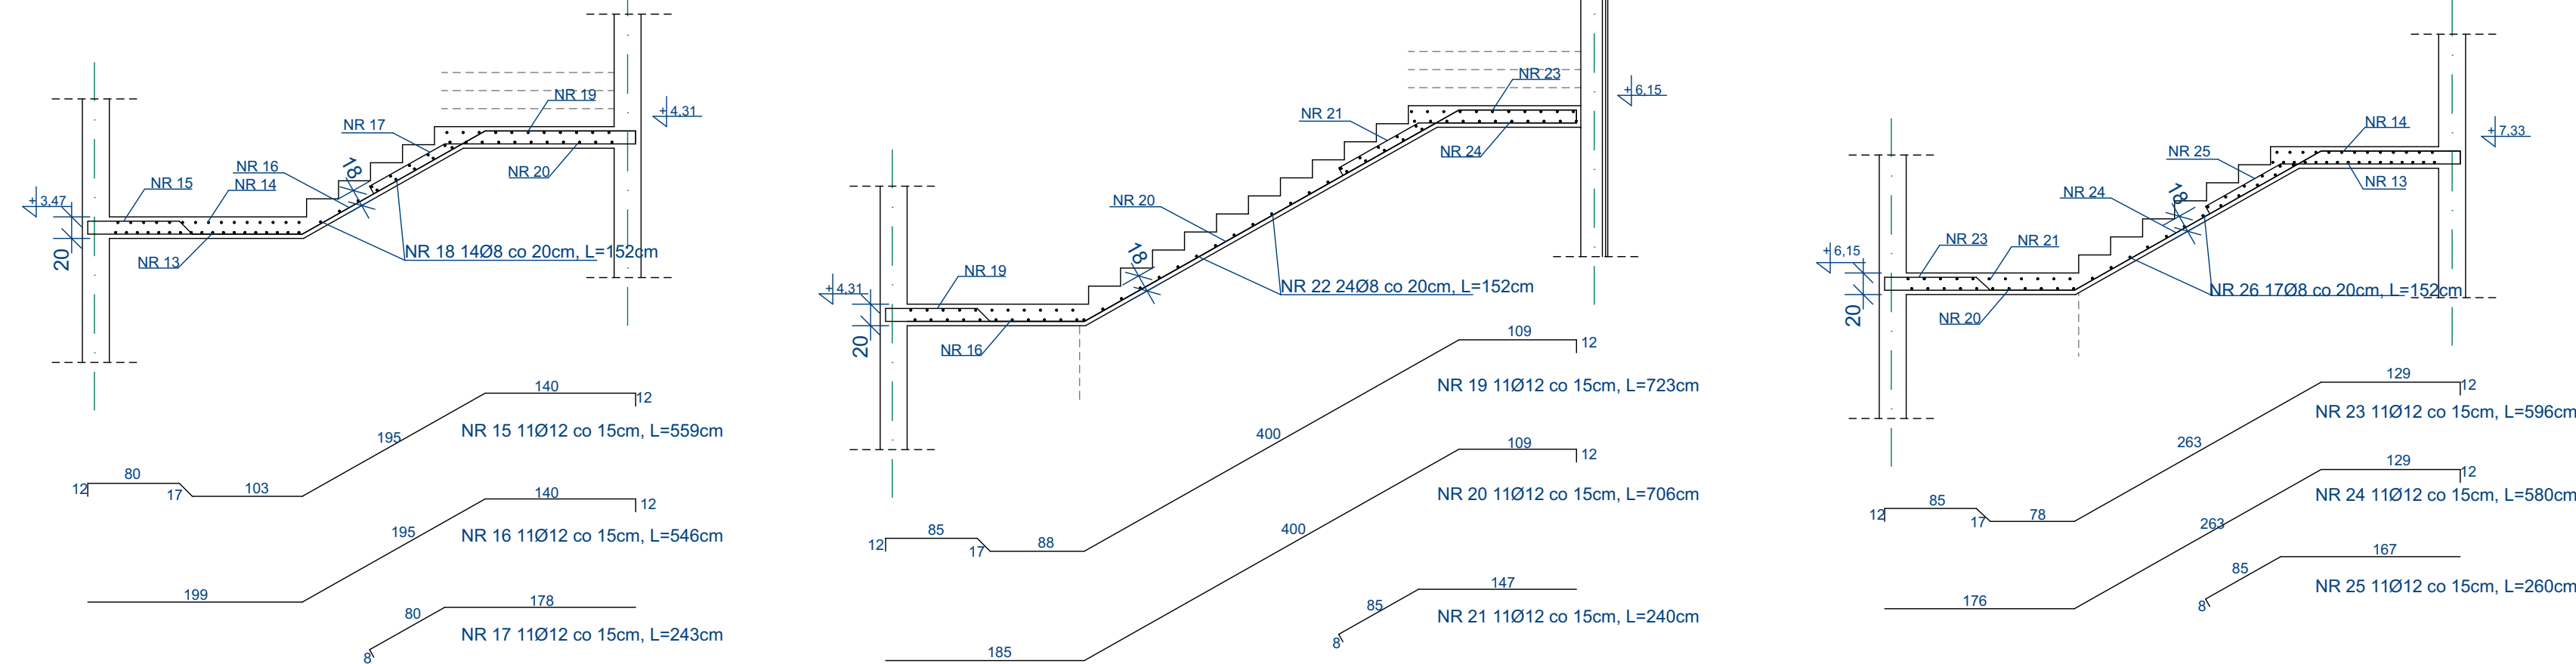 NR 19
+ 4,31
NR 17
NR 16
18
NR 15
NR 14
NR 20
+ 3,47
20
NR 13
NR 18 14Ø8 co 20cm, L=152cm
140
12
195
NR 15 11Ø12 co 15cm, L=559cm
80
12
17
103
140
12
195
NR 16 11Ø12 co 15cm, L=546cm
199
178
80
NR 17 11Ø12 co 15cm, L=243cm
8
NR 23
+ 6,15
NR 21
NR 24
NR 20
18
NR 19
+ 4,31
NR 22 24Ø8 co 20cm, L=152cm
20
NR 16
109
12
NR 19 11Ø12 co 15cm, L=723cm
400
85
12
17
88
109
12
NR 20 11Ø12 co 15cm, L=706cm
400
185
147
85
NR 21 11Ø12 co 15cm, L=240cm
8
NR 14
+ 7,33
NR 25
NR 13
NR 24
18
NR 23
NR 21
+ 6,15
NR 26 17Ø8 co 20cm, L=152cm
20
NR 20
129
12
NR 23 11Ø12 co 15cm, L=596cm
263
85
12
17
78
129
12
NR 24 11Ø12 co 15cm, L=580cm
263
176
167
85
NR 25 11Ø12 co 15cm, L=260cm
8